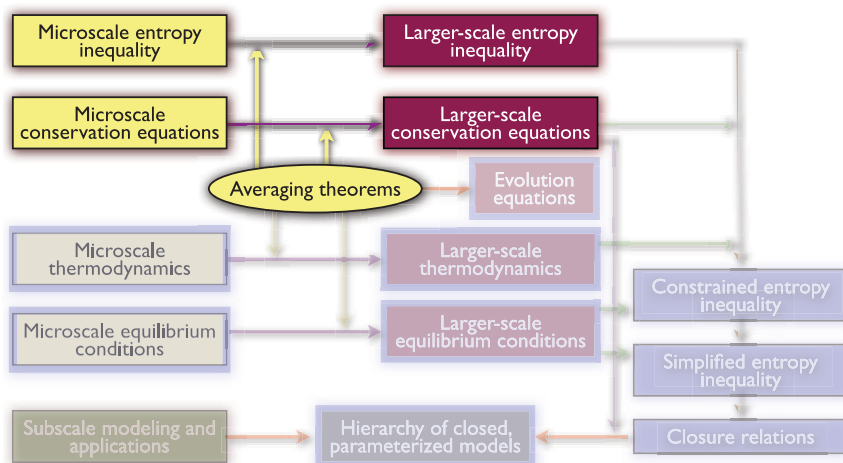 Microscale entropy
inequality
Larger-scale entropy
inequality
Microscale
conservation equations
Larger-scale
conservation equations
Averaging theorems
Evolution
equations
Microscale
thermodynamics
Larger-scale
thermodynamics
Constrained entropy
inequality
Microscale equilibrium
conditions
Larger-scale
equilibrium conditions
Simplified entropy
inequality
Subscale modeling and
applications
Hierarchy of closed,
parameterized models
Closure relations